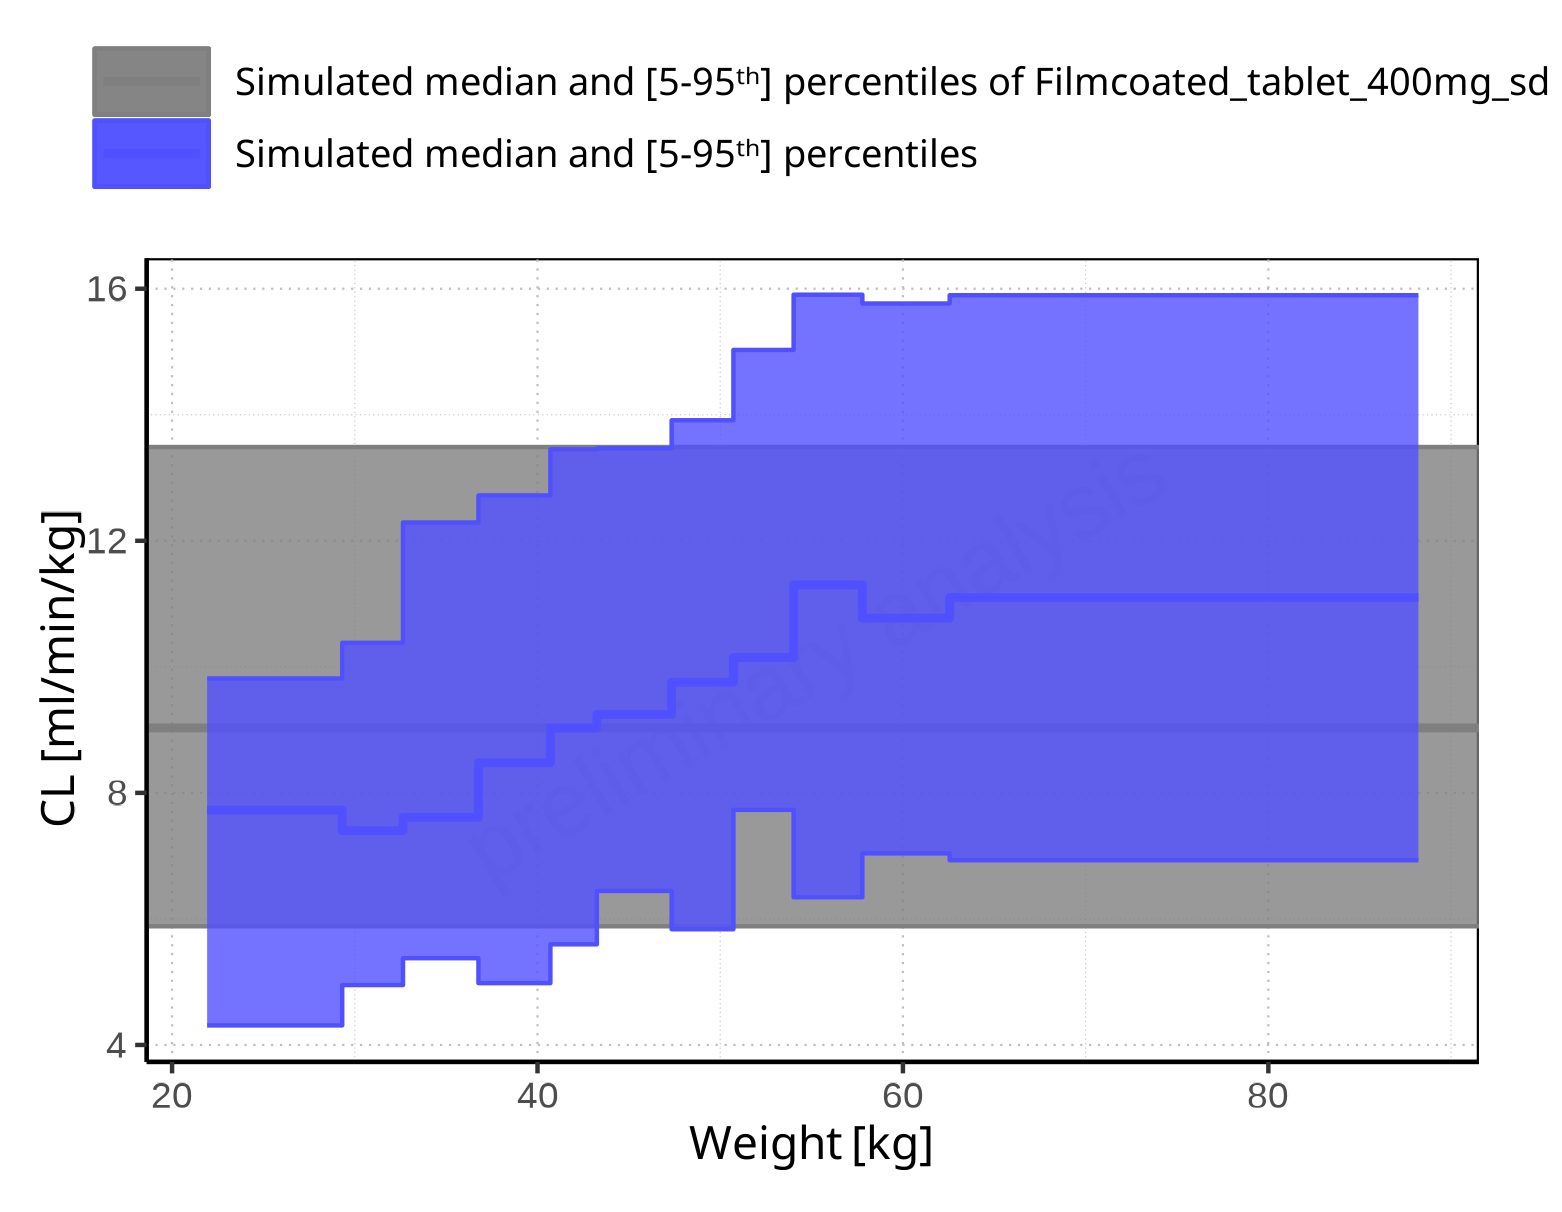 Simulated median and [5-95th] percentiles of Filmcoated_tablet_400mg_sd
Simulated median and [5-95th] percentiles
16
12
8
4
CL [ml/min/kg]
preliminary analysis
20 40 60 80
Weight [kg]